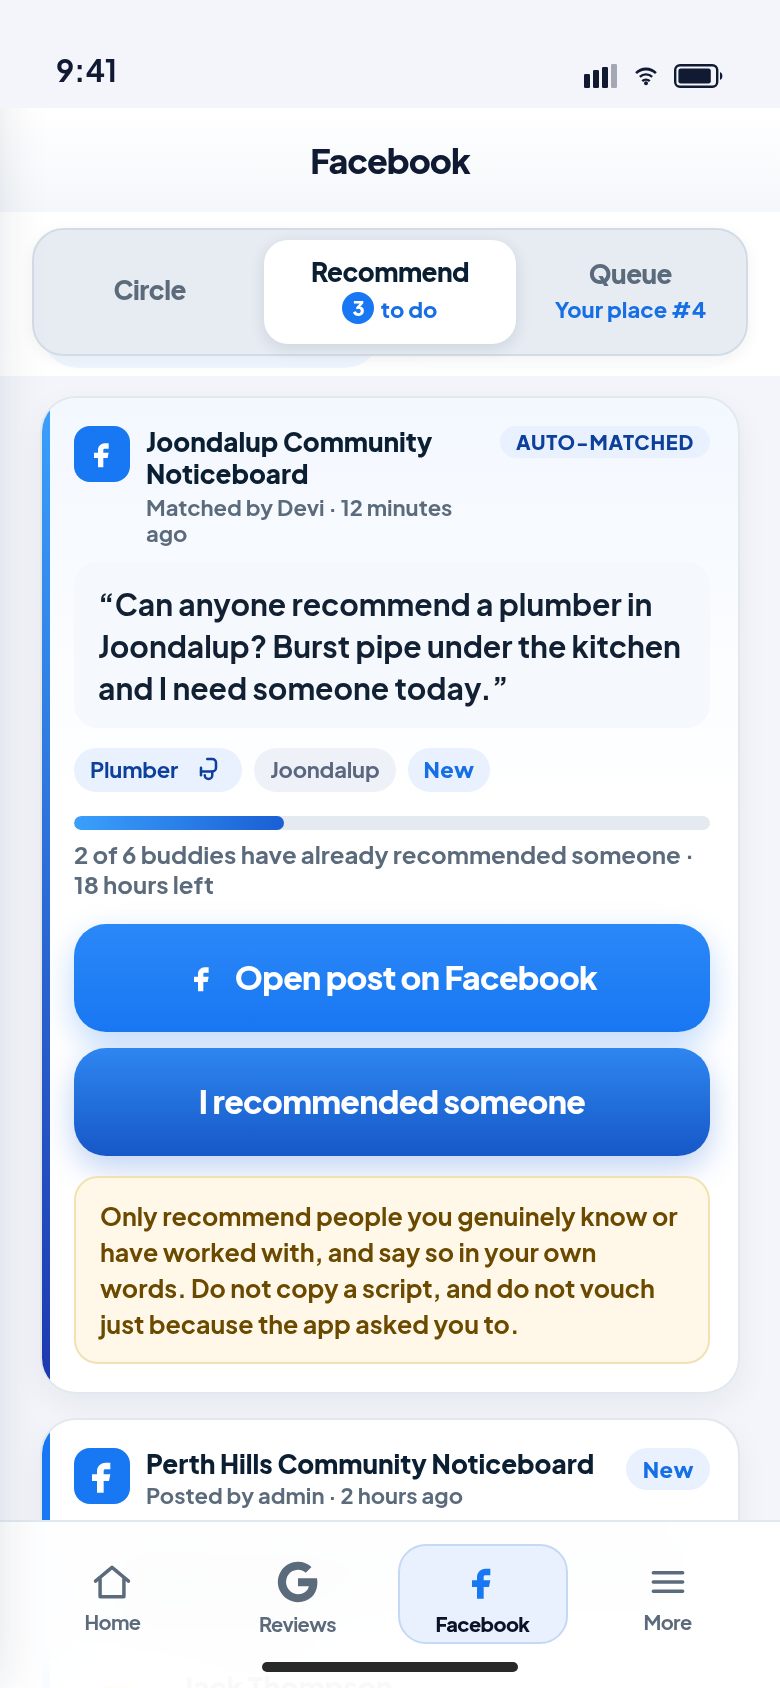 9:41
Facebook
Circle
Recommend
3 to do
Queue
Your place #4
Joondalup Community
Noticeboard
AUTO-MATCHED
Matched by Devi · 12 minutes
ago
“Can anyone recommend a plumber in
Joondalup? Burst pipe under the kitchen
and I need someone today.”
Plumber
Joondalup
New
2 of 6 buddies have already recommended someone ·
18 hours left
Open post on Facebook
I recommended someone
Only recommend people you genuinely know or
have worked with, and say so in your own
words. Do not copy a script, and do not vouch
just because the app asked you to.
Perth Hills Community Noticeboard
New
Posted by admin · 2 hours ago
Home
Reviews
Facebook
More
Jack Thompson